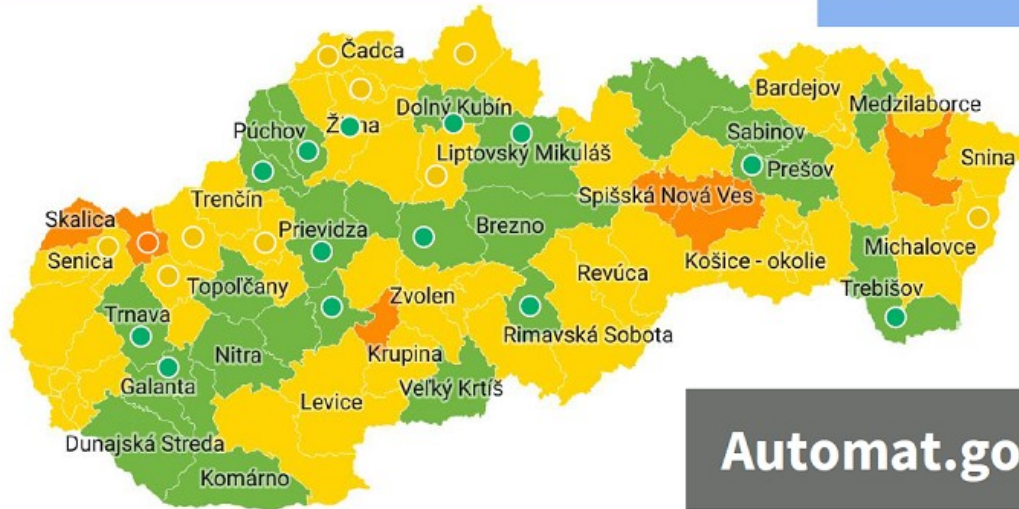 Čadca
Bardejov
Medzilaborce
Dolný Kubín
Púchov
Sabinov
Liptovský Mikuláš
Prešov
Snina
Trenčín
Spišská Nová Ves
Skalica
Prievidza
Brezno
Senica
Michalovce
Košice - okolie
Revúca
Topoľčany
Zvolen
Trebišov
Trnava
Rimavská Sobota
Nitra
Krupina
Galanta
Veľký Krtíš
Levice
Dunajská Streda
Komárno
Automat.go